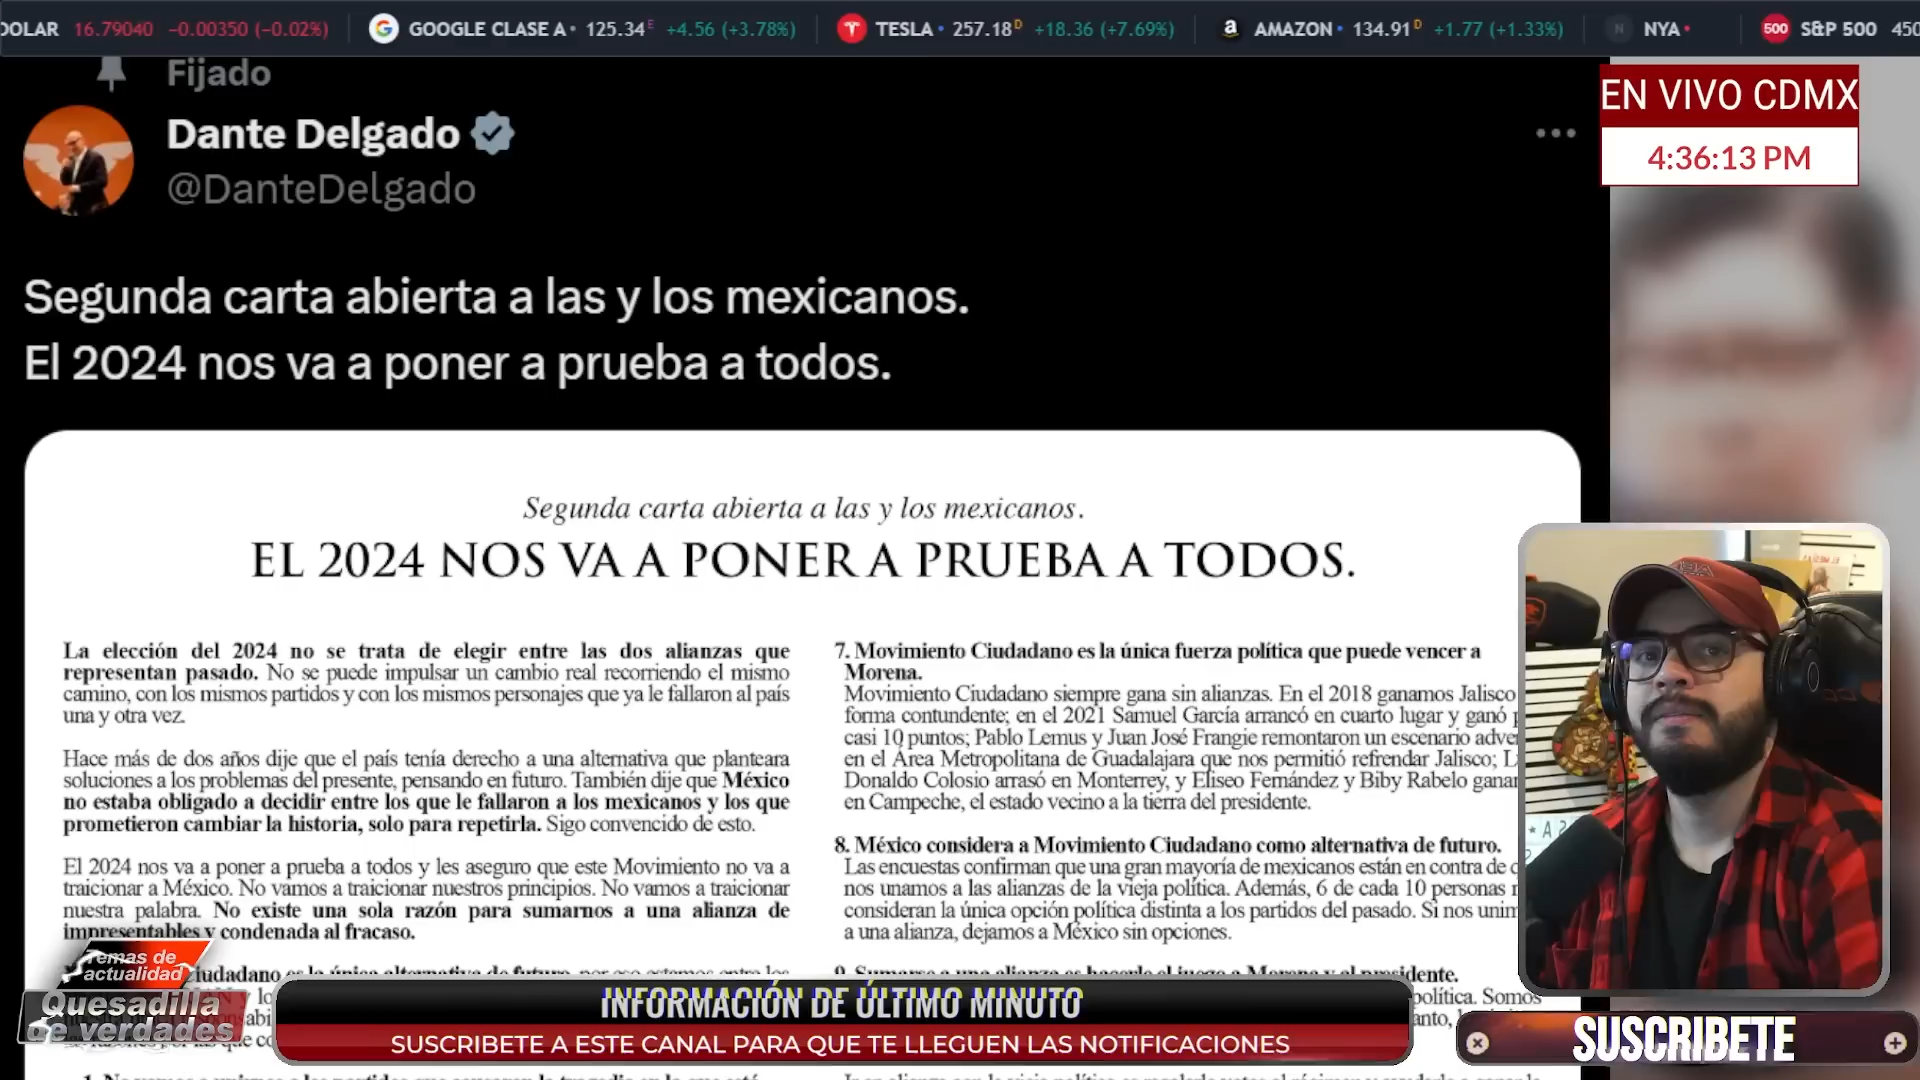 DOLAR 16.79040 −0.00350 (−0.02%) GOOGLE CLASE A 125.34 E +4.56 (+3.78%) TESLA 257.18 D +18.36 (+7.69%) AMAZON 134.91 D +1.77 (+1.33%) NYA S&P 500 450
Fijado
Dante Delgado
@DanteDelgado
EN VIVO CDMX
4:36:13 PM
Segunda carta abierta a las y los mexicanos.
El 2024 nos va a poner a prueba a todos.
Segunda carta abierta a las y los mexicanos.
EL 2024 NOS VA A PONER A PRUEBA A TODOS.
La elección del 2024 no se trata de elegir entre las dos alianzas que
representan pasado. No se puede impulsar un cambio real recorriendo el mismo
camino, con los mismos partidos y con los mismos personajes que ya le fallaron al país
una y otra vez.
Hace más de dos años dije que el país tenía derecho a una alternativa que planteara
soluciones a los problemas del presente, pensando en futuro. También dije que México
no estaba obligado a decidir entre los que le fallaron a los mexicanos y los que
prometieron cambiar la historia, solo para repetirla. Sigo convencido de esto.
El 2024 nos va a poner a prueba a todos y les aseguro que este Movimiento no va a
traicionar a México. No vamos a traicionar nuestros principios. No vamos a traicionar
nuestra palabra. No existe una sola razón para sumarnos a una alianza de
impresentables y condenada al fracaso.
7. Movimiento Ciudadano es la única fuerza política que puede vencer a
Morena.
Movimiento Ciudadano siempre gana sin alianzas. En el 2018 ganamos Jalisco
forma contundente; en el 2021 Samuel García arrancó en cuarto lugar y ganó
casi 10 puntos; Pablo Lemus y Juan José Frangie remontaron un escenario adve
en el Área Metropolitana de Guadalajara que nos permitió refrendar Jalisco; L
Donaldo Colosio arrasó en Monterrey, y Eliseo Fernández y Biby Rabelo gana
en Campeche, el estado vecino a la tierra del presidente.
8. México considera a Movimiento Ciudadano como alternativa de futuro.
Las encuestas confirman que una gran mayoría de mexicanos están en contra de
nos unamos a las alianzas de la vieja política. Además, 6 de cada 10 personas
consideran la única opción política distinta a los partidos del pasado. Si nos unim
a una alianza, dejamos a México sin opciones.
9. Sumarse a una alianza es hacerle el juego a Morena y al presidente.
política. Somos
Temas de
actualidad
Quesadilla
de verdades
INFORMACIÓN DE ÚLTIMO MINUTO
SUSCRIBETE A ESTE CANAL PARA QUE TE LLEGUEN LAS NOTIFICACIONES
SUSCRIBETE